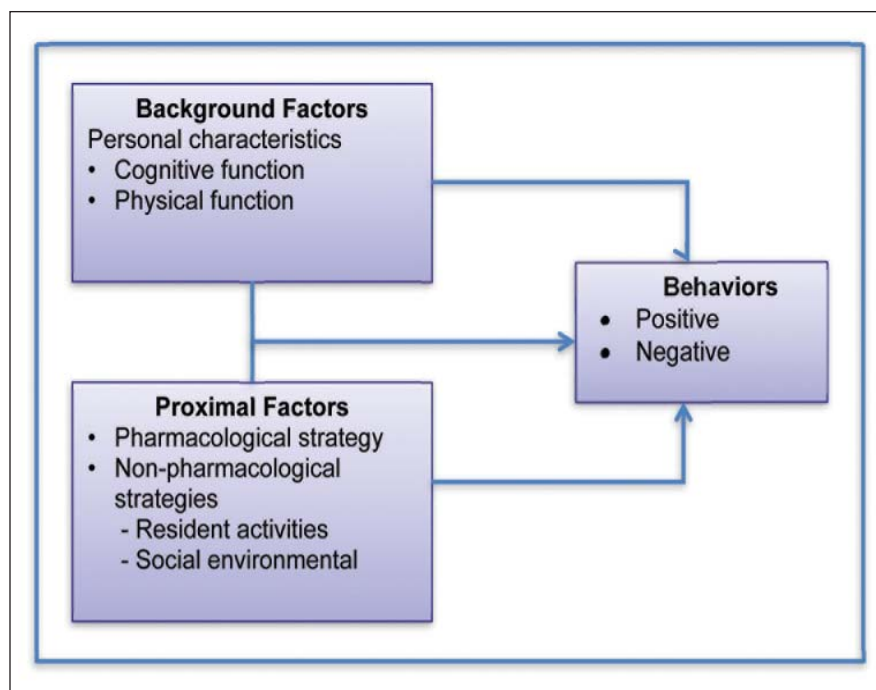 Background Factors
Personal characteristics
• Cognitive function
• Physical function
Behaviors
• Positive
• Negative
Proximal Factors
• Pharmacological strategy
• Non-pharmacological
strategies
- Resident activities
- Social environmental